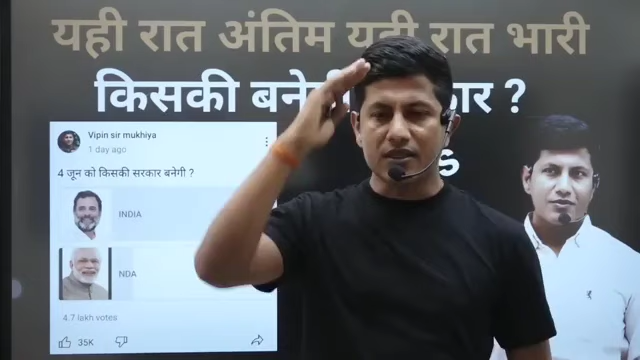 यही रात अंतिम यही रात भारी
किसकी बनेगी ?
Vipin sir mukhiya
1 day ago
4 जून को किसकी सरकार बनेगी ?
INDIA
NDA
4.7 lakh votes
35K